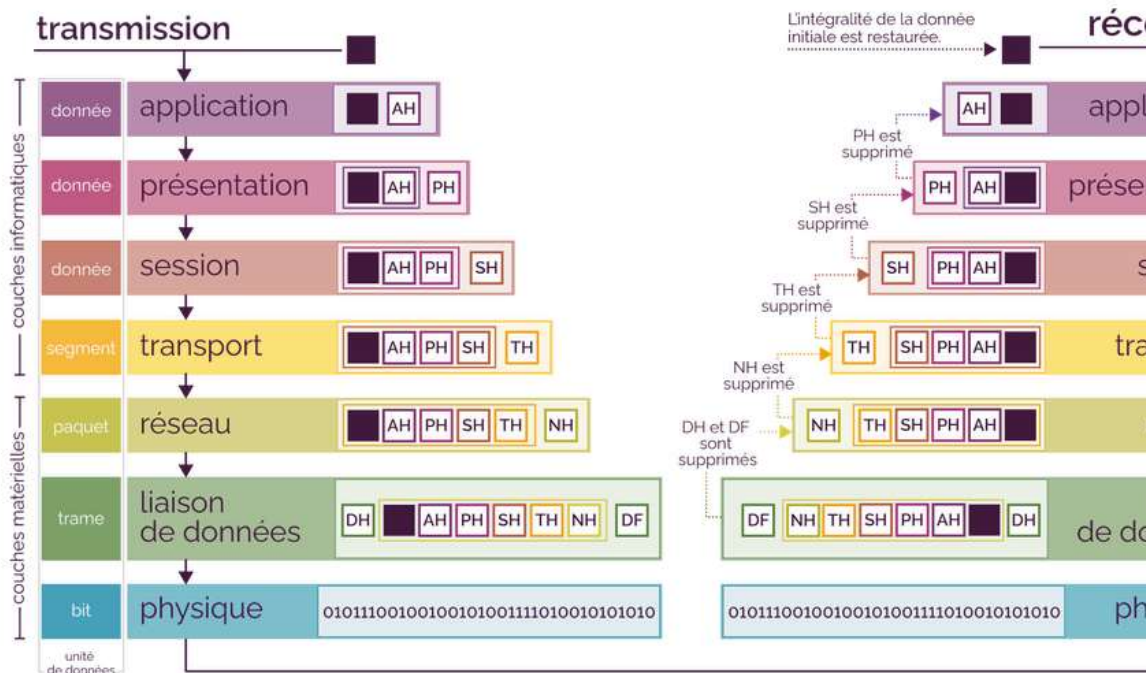 transmission
L'intégralité de la donnée
initiale est restaurée.
réc
couches informatiques
donnée
application
AH
donnée
présentation
AH PH
donnée
session
AH PH SH
segment
transport
AH PH SH TH
couches matérielles
paquet
réseau
AH PH SH TH NH
trame
liaison
de données
DH AH PH SH TH NH DF
bit
physique
0101110010010010100111101001010101010
unité
de données
AH
appl
PH est
supprimé
PH AH
prése
SH est
supprimé
SH PH AH
s
TH est
supprimé
TH SH PH AH
tra
NH est
supprimé
NH TH SH PH AH
DH et DF
sont
supprimés
DF NH TH SH PH AH DH
de do
0101110010010010100111101001010101010
ph